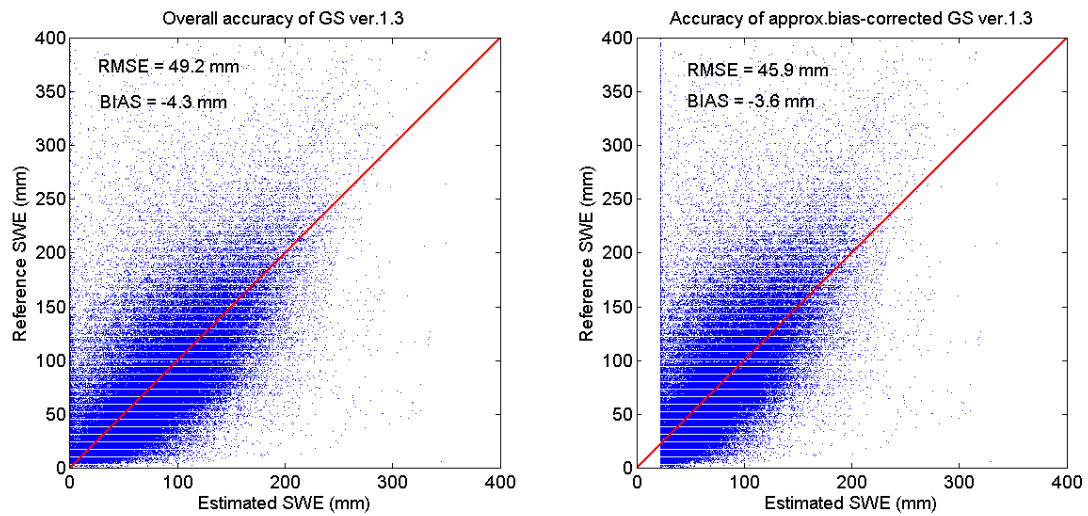 Overall accuracy of GS ver.1.3
400
350
300
250
200
150
100
50
0
Reference SWE (mm)
RMSE = 49.2 mm
BIAS = -4.3 mm
0 100 200 300 400
Estimated SWE (mm)
Accuracy of approx.bias-corrected GS ver.1.3
400
350
300
250
200
150
100
50
0
Reference SWE (mm)
RMSE = 45.9 mm
BIAS = -3.6 mm
0 100 200 300 400
Estimated SWE (mm)